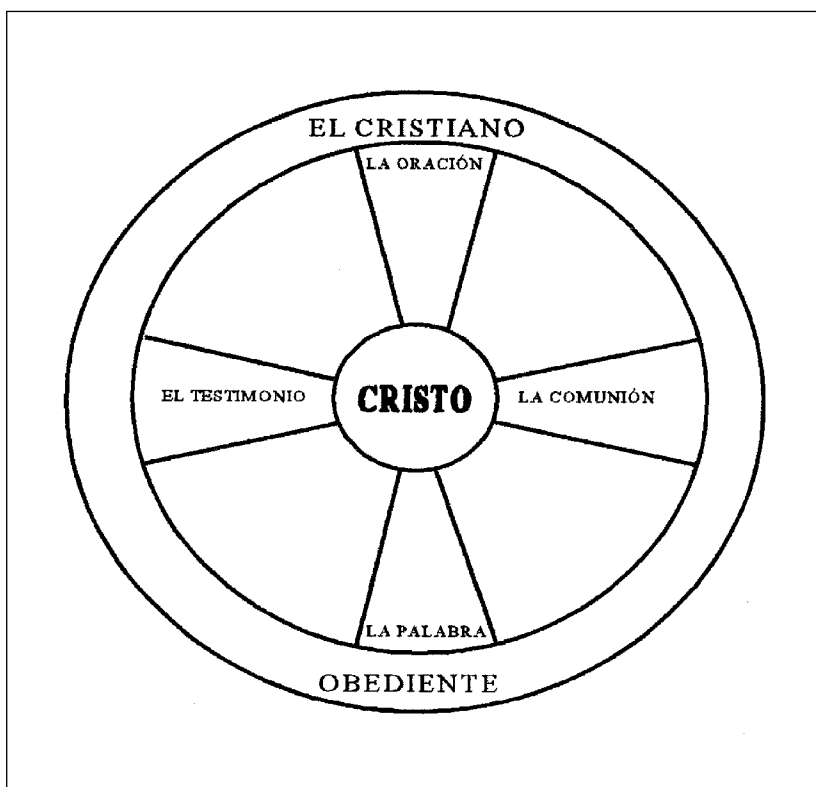 EL CRISTIANO
LA ORACIÓN
EL TESTIMONIO
CRISTO
LA COMUNIÓN
LA PALABRA
OBEDIENTE